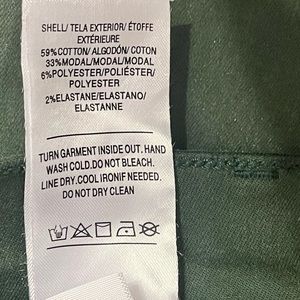 SHELL/ TELA EXTERIOR/ ÉTOFFE
EXTÉRIEURE
59%COTTON/ ALGODÓN/ COTON
33%MODAL/MODAL/MODAL
6%POLYESTER/POLIÉSTER/
POLYESTER
2%ELASTANE/ELASTANO/
ELASTANNE
TURN GARMENT INSIDE OUT. HAND
WASH COLD.DO NOT BLEACH.
LINE DRY.COOL IRONIF NEEDED.
DO NOT DRY CLEAN